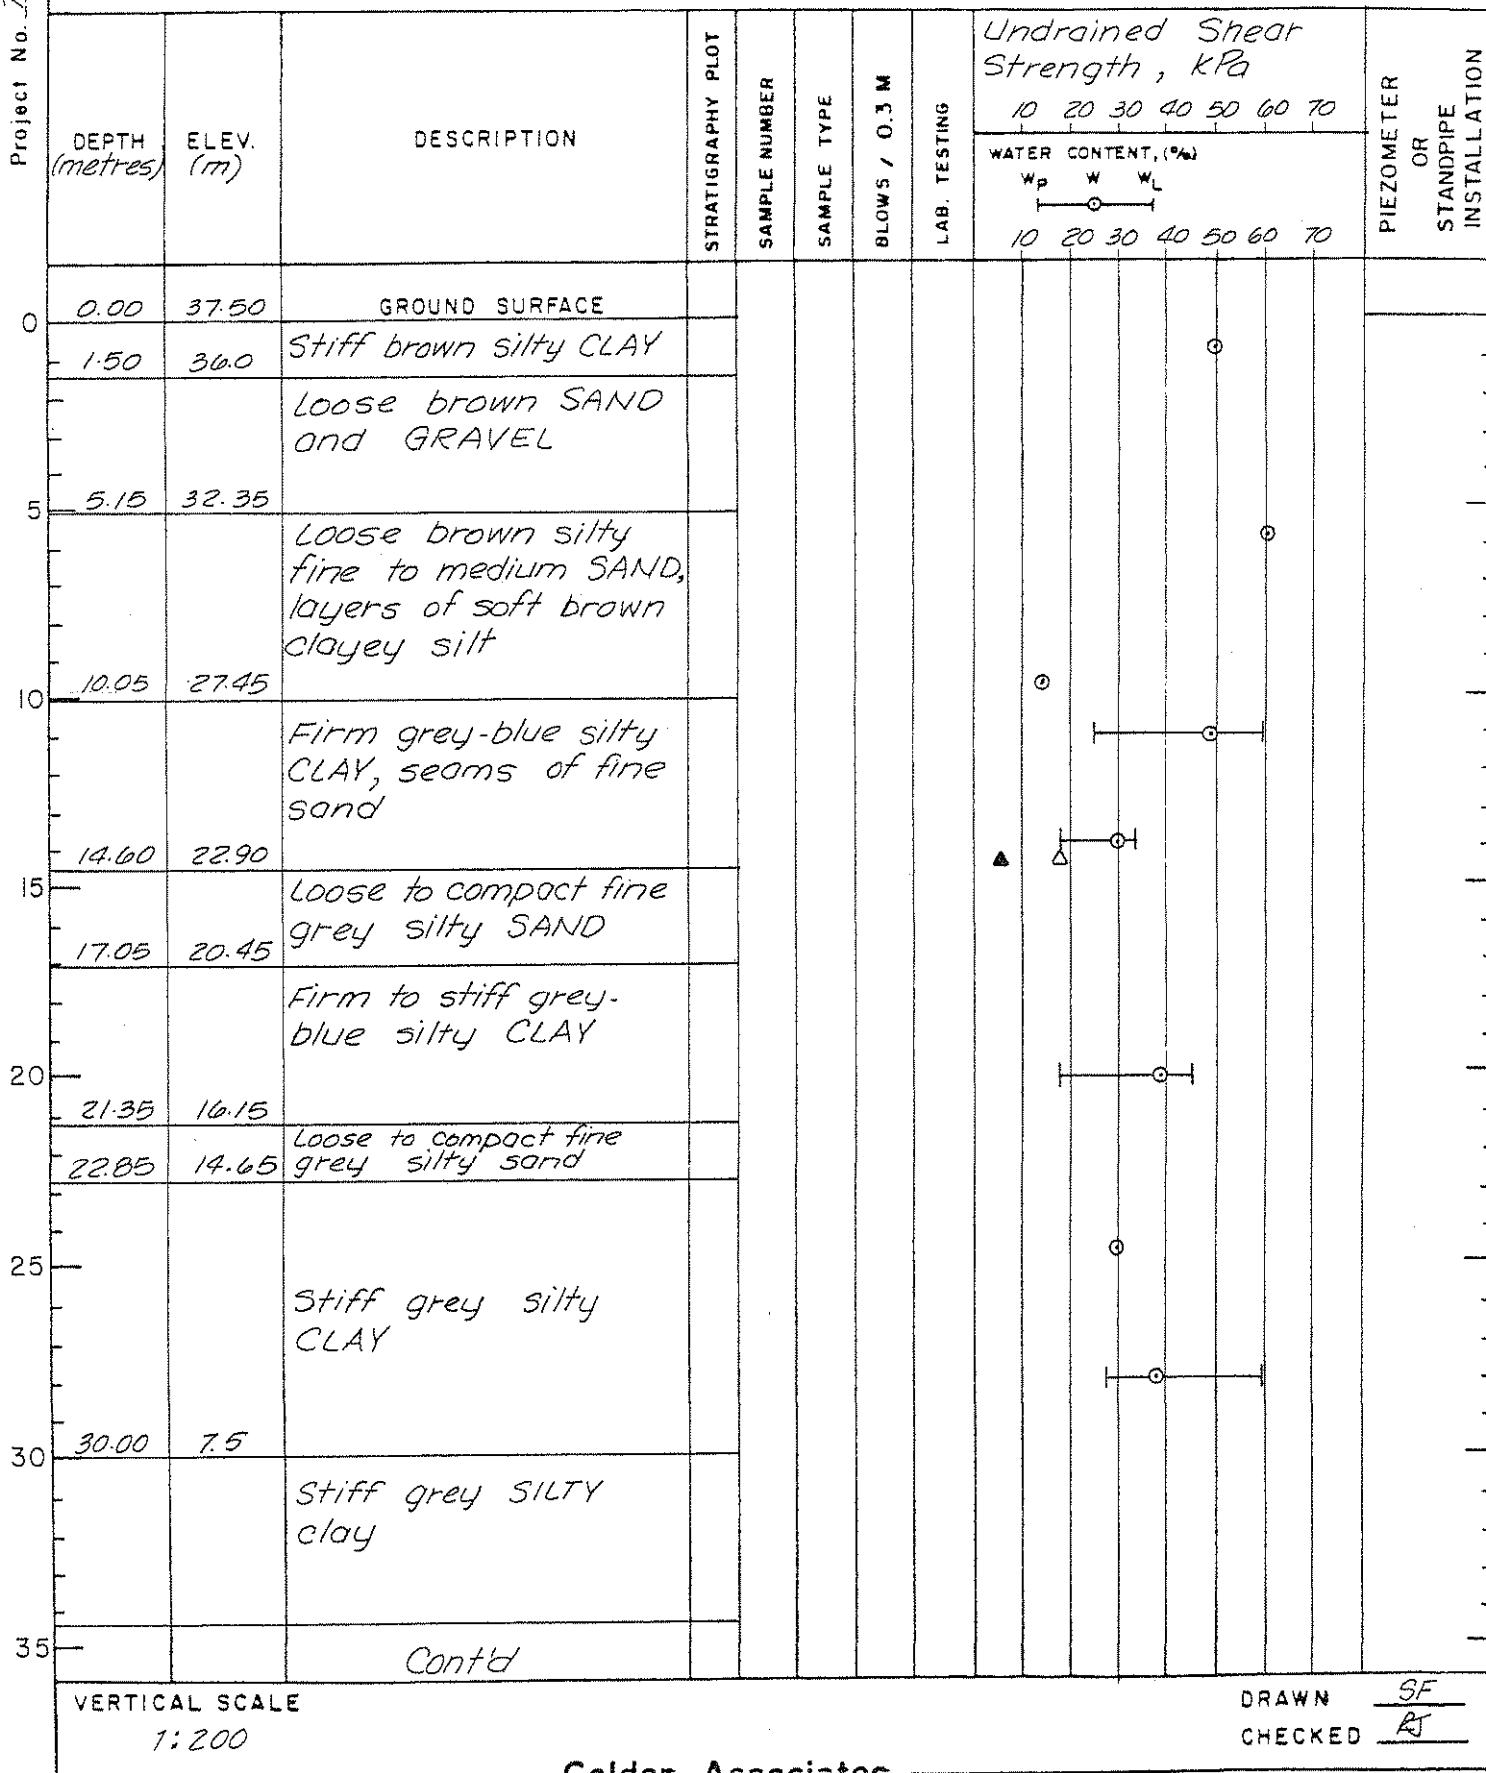 Project No.
DEPTH
(metres)
ELEV.
(m)
DESCRIPTION
STRATIGRAPHY PLOT
SAMPLE NUMBER
SAMPLE TYPE
BLOWS / 0.3 M
LAB. TESTING
Undrained Shear
Strength, kPa
10 20 30 40 50 60 70
WATER CONTENT, (%)
Wp W WL
10 20 30 40 50 60 70
PIEZOMETER
OR
STANDPIPE
INSTALLATION
0.00 37.50 GROUND SURFACE
0
Stiff brown silty CLAY
1.50 36.0
Loose brown SAND
and GRAVEL
5.15 32.35
5
Loose brown silty
fine to medium SAND,
layers of soft brown
clayey silt
10.05 27.45
10
Firm grey-blue silty
CLAY, seams of fine
sand
14.60 22.90
15
Loose to compact fine
grey silty SAND
17.05 20.45
Firm to stiff grey-
blue silty CLAY
20
21.35 16.15
Loose to compact fine
22.85 14.65 grey silty sand
25
Stiff grey silty
CLAY
30.00 7.5
30
Stiff grey SILTY
clay
35
Cont'd
VERTICAL SCALE
1:200
DRAWN SF
CHECKED RJ
Golder Associates